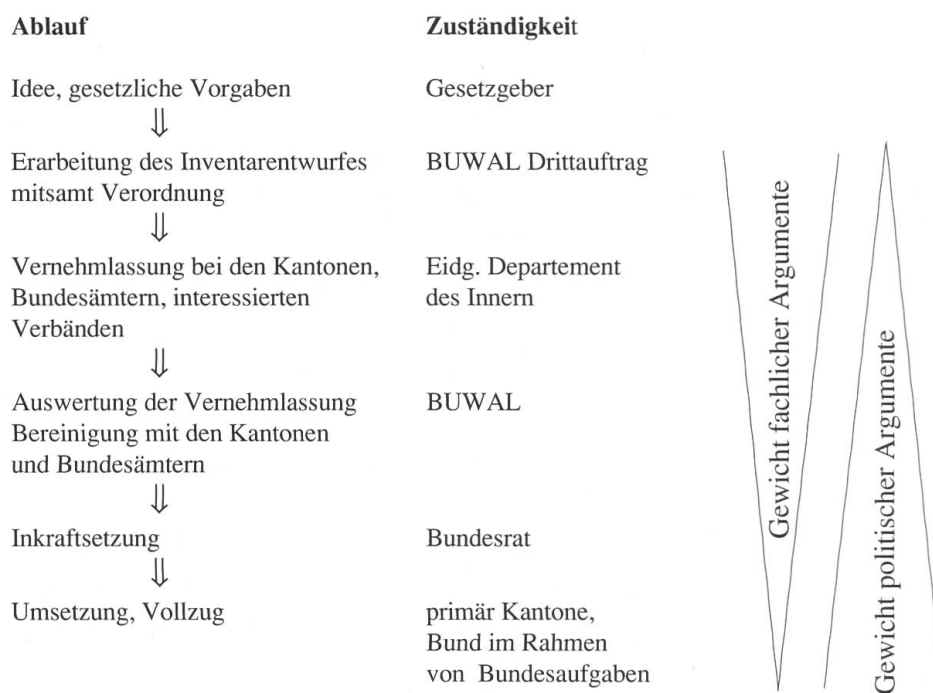 Ablauf
Zuständigkeit
Idee, gesetzliche Vorgaben
Gesetzgeber
⇓
Erarbeitung des Inventarentwurfes
mitsamt Verordnung
BUWAL Drittauftrag
⇓
Vernehmlassung bei den Kantonen,
Bundesämtern, interessierten
Verbänden
Eidg. Departement
des Innern
⇓
Auswertung der Vernehmlassung
Bereinigung mit den Kantonen
und Bundesämtern
BUWAL
⇓
Inkraftsetzung
Bundesrat
⇓
Umsetzung, Vollzug
primär Kantone,
Bund im Rahmen
von Bundesaufgaben
Gewicht fachlicher Argumente
Gewicht politischer Argumente